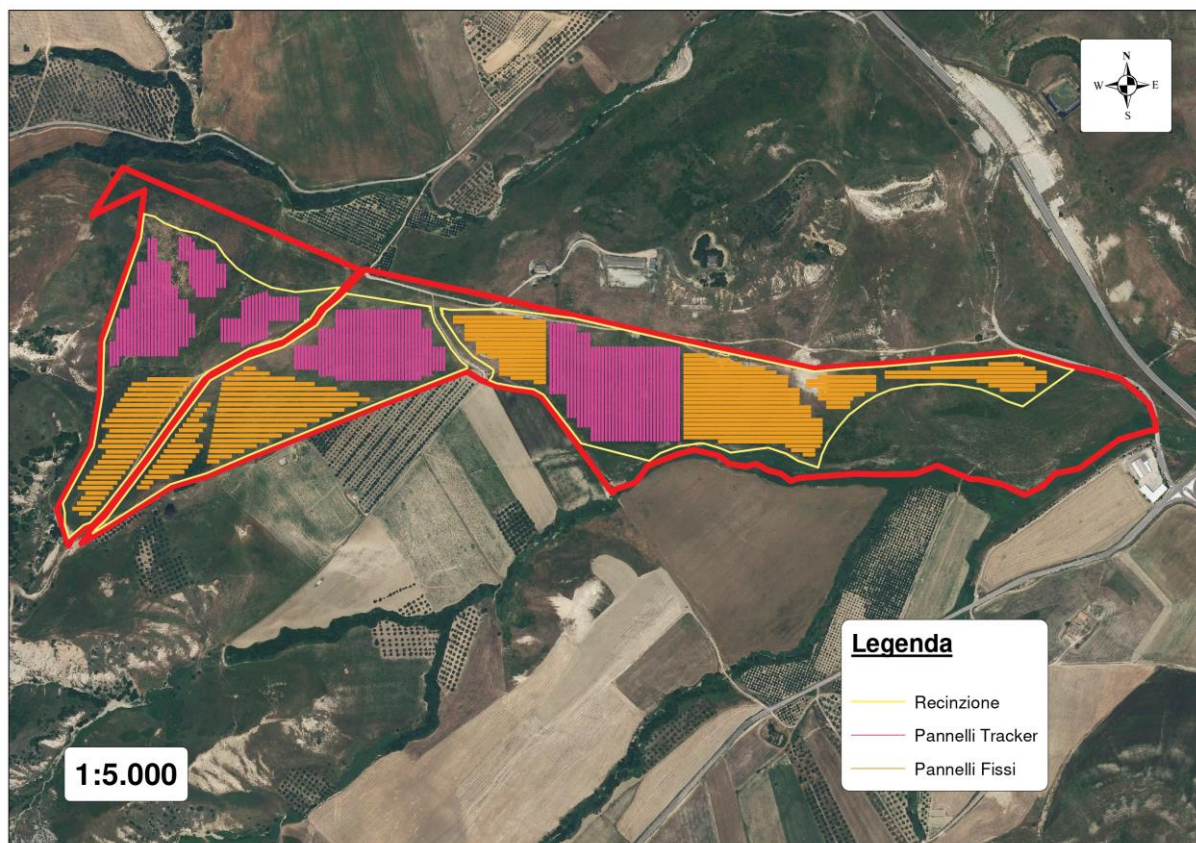 N
W E
S
Legenda
Recinzione
Pannelli Tracker
Pannelli Fissi
1:5.000